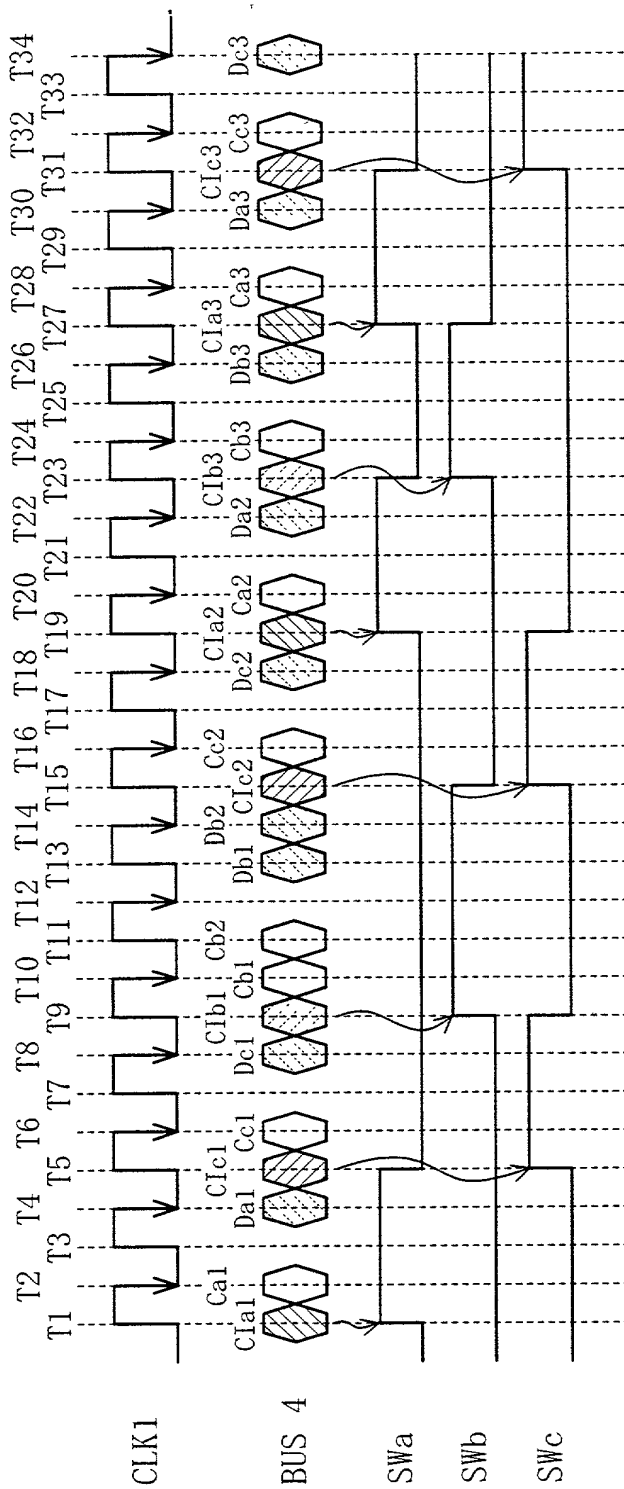 T1 T2 T3 T4 T5 T6 T7 T8 T9 T10 T11 T12 T13 T14 T15 T16 T17 T18 T19 T20 T21 T22 T23 T24 T25 T26 T27 T28 T29 T30 T31 T32 T33 T34
CLK1
CIa1 Ca1 Da1 CIc1 Cc1 Dc1 CIb1 Cb1 Cb2 Db1 Db2 CIc2 Cc2 Dc2 CIa2 Ca2 Da2 CIb3 Cb3 Db3 CIa3 Ca3 Da3 CIc3 Cc3 Dc3
BUS 4
SWa
SWb
SWc